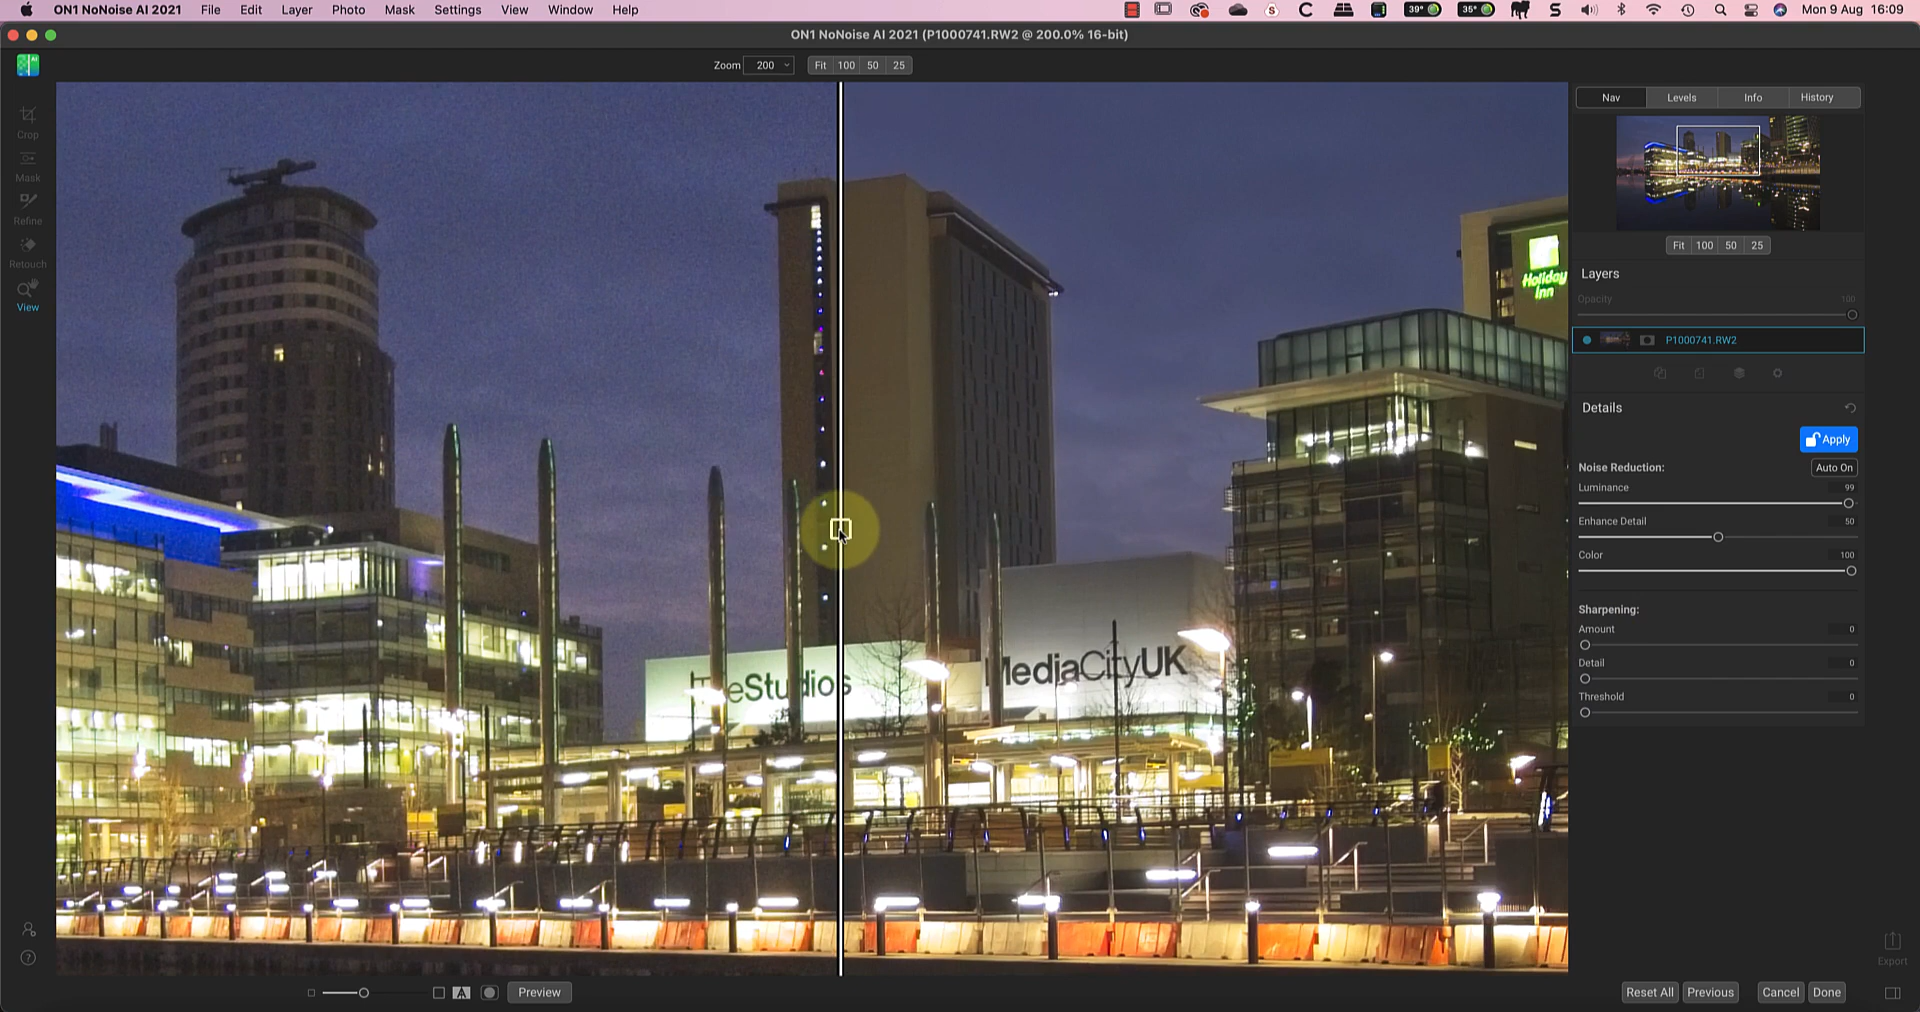 ON1 NoNoise AI 2021 File Edit Layer Photo Mask Settings View Window Help 39° 35° Mon 9 Aug 16:09
ON1 NoNoise AI 2021 (P1000741.RW2 @ 200.0% 16-bit)
Zoom 200 Fit 100 50 25
Crop
Mask
Refine
Retouch
View
Nav Levels Info History
Fit 100 50 25
Layers
Opacity 100
P1000741.RW2
Details
Apply
Noise Reduction: Auto On
Luminance 99
Enhance Detail 50
Color 100
Sharpening:
Amount 0
Detail 0
Threshold 0
Holiday
Inn
eStudios
MediaCityUK
Export
A Preview
Reset All Previous Cancel Done